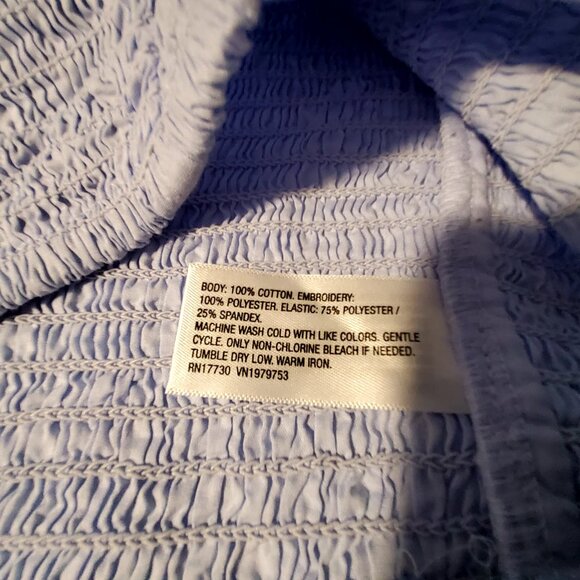 BODY: 100% COTTON. EMBROIDERY:
100% POLYESTER. ELASTIC: 75% POLYESTER /
25% SPANDEX.
MACHINE WASH COLD WITH LIKE COLORS. GENTLE
CYCLE. ONLY NON-CHLORINE BLEACH IF NEEDED.
TUMBLE DRY LOW. WARM IRON.
RN17730 VN1979753